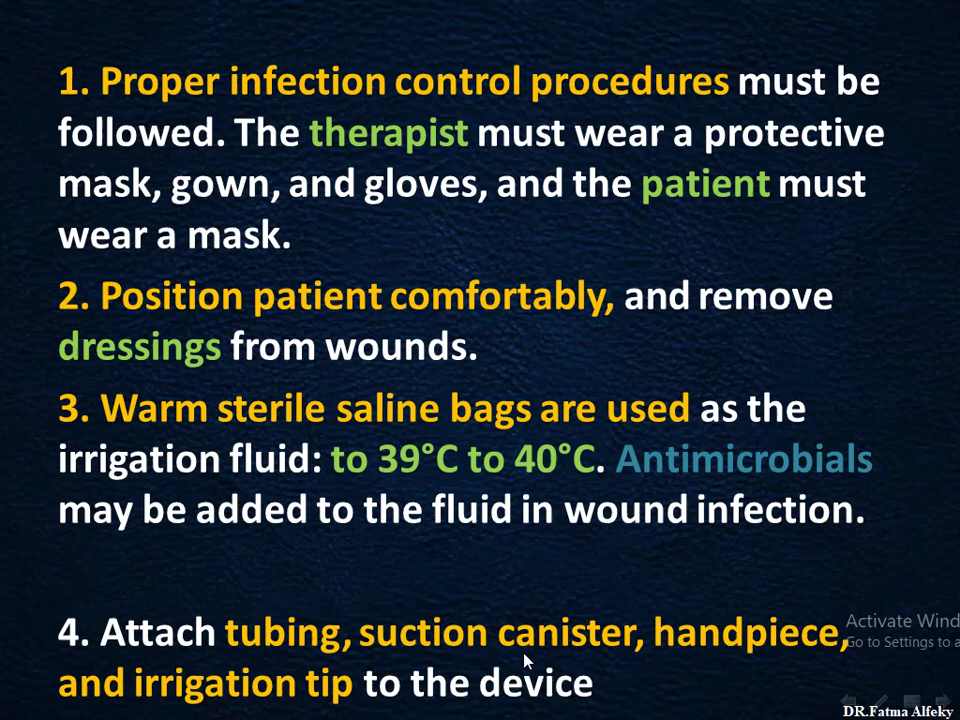 1. Proper infection control procedures must be
followed. The therapist must wear a protective
mask, gown, and gloves, and the patient must
wear a mask.
2. Position patient comfortably, and remove
dressings from wounds.
3. Warm sterile saline bags are used as the
irrigation fluid: to 39°C to 40°C. Antimicrobials
may be added to the fluid in wound infection.
4. Attach tubing, suction canister, handpiece,
and irrigation tip to the device
Activate Wind
Go to Settings to a
DR.Fatma Alfeky